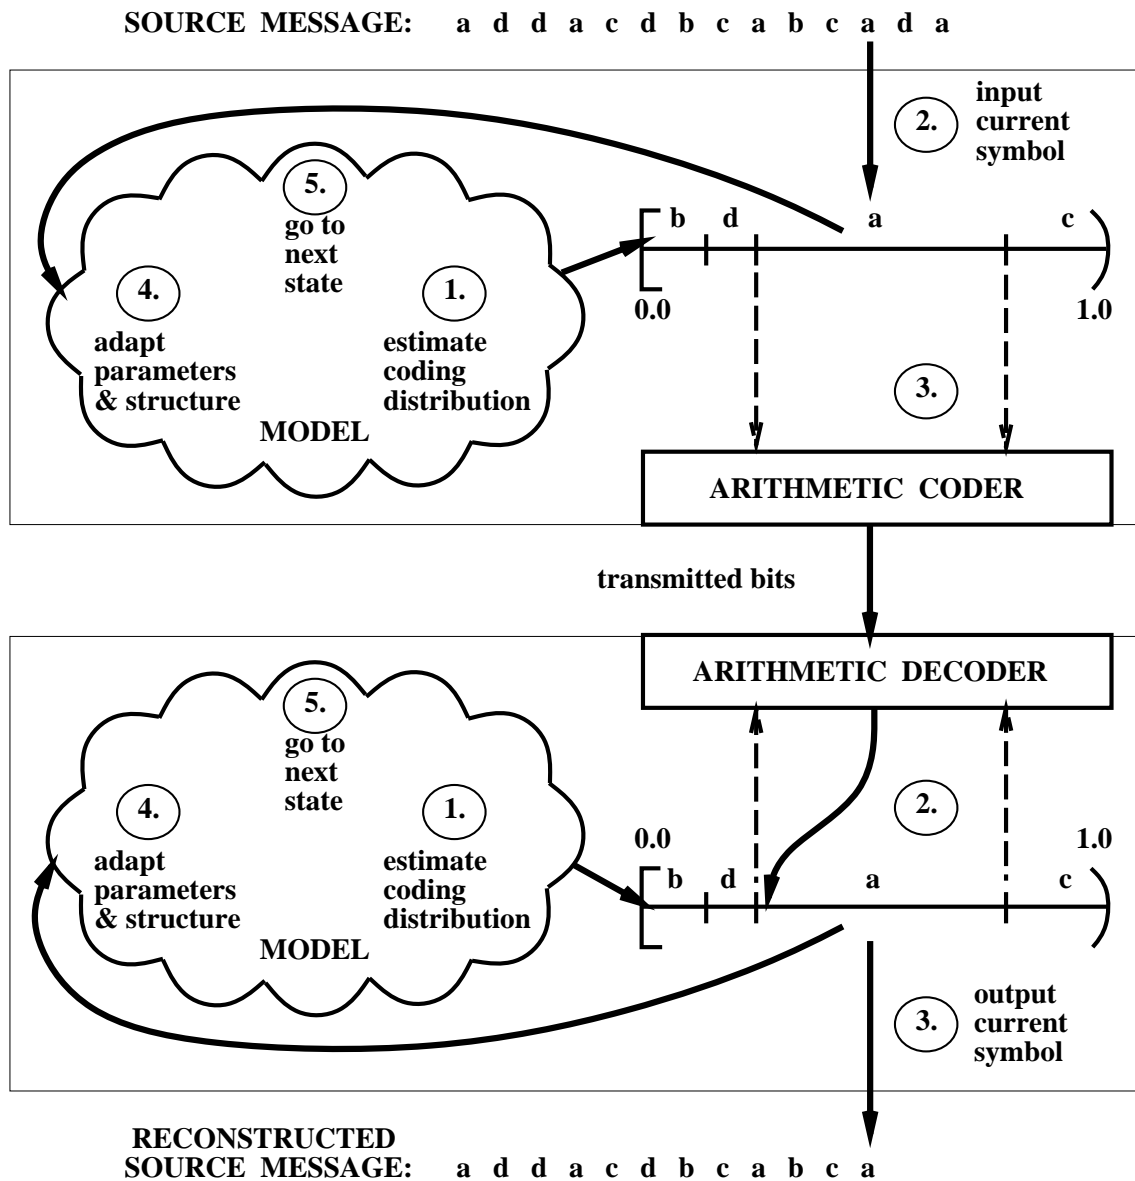 SOURCE MESSAGE: a d d a c d b c a b c a d a
2.
input
current
symbol
5.
go to
next
state
b d a c
4.
1.
0.0 1.0
adapt
parameters
& structure
estimate
coding
distribution
3.
MODEL
ARITHMETIC CODER
transmitted bits
ARITHMETIC DECODER
5.
go to
next
state
4.
1.
2.
0.0 1.0
adapt
parameters
& structure
estimate
coding
distribution
b d a c
MODEL
3.
output
current
symbol
RECONSTRUCTED
SOURCE MESSAGE: a d d a c d b c a b c a